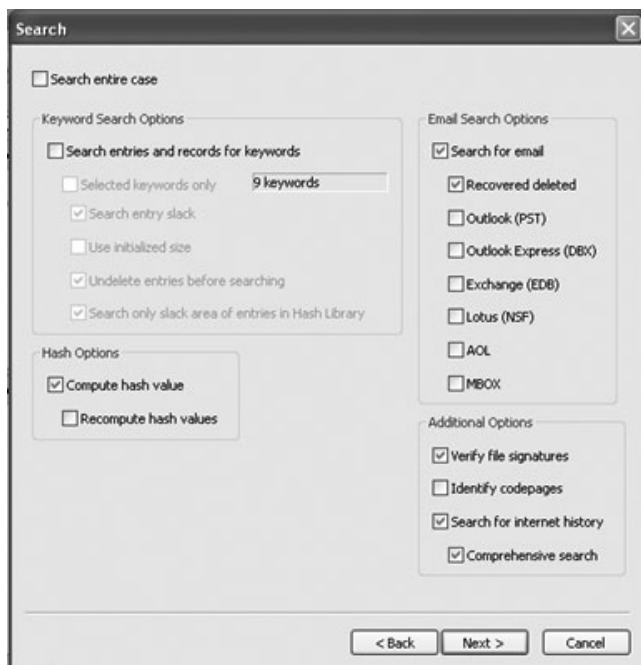 Search
Search entire case
Keyword Search Options
Search entries and records for keywords
Selected keywords only 9 keywords
Search entry slack
Use initialized size
Undelete entries before searching
Search only slack area of entries in Hash Library
Hash Options
Compute hash value
Recompute hash values
Email Search Options
Search for email
Recovered deleted
Outlook (PST)
Outlook Express (DBX)
Exchange (EDB)
Lotus (NSF)
AOL
MBOX
Additional Options
Verify file signatures
Identify codepages
Search for internet history
Comprehensive search
< Back Next > Cancel